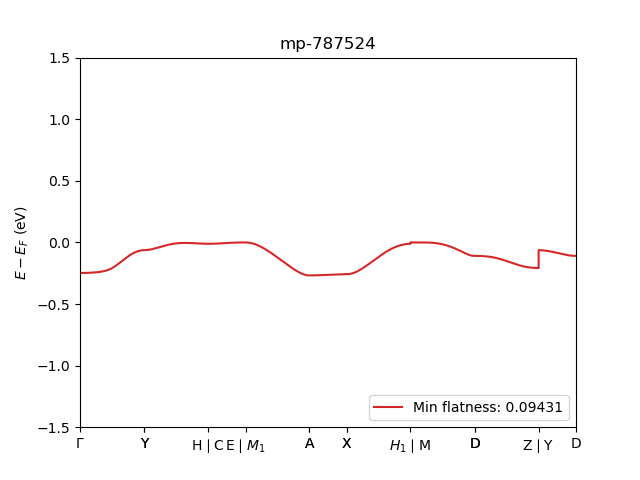 mp-787524
E − E_F (eV)
1.5
1.0
0.5
0.0
−0.5
−1.0
−1.5
Min flatness: 0.09431
Γ Y H | C E | M₁ A X H₁ | M D Z | Y D